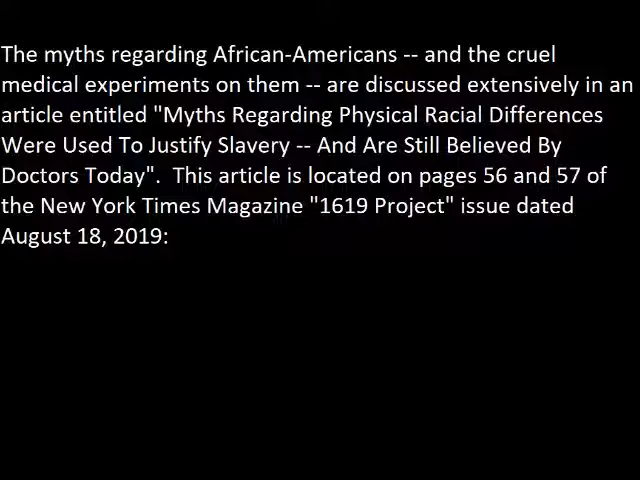 The myths regarding African-Americans -- and the cruel
medical experiments on them -- are discussed extensively in an
article entitled "Myths Regarding Physical Racial Differences
Were Used To Justify Slavery -- And Are Still Believed By
Doctors Today".  This article is located on pages 56 and 57 of
the New York Times Magazine "1619 Project" issue dated
August 18, 2019: